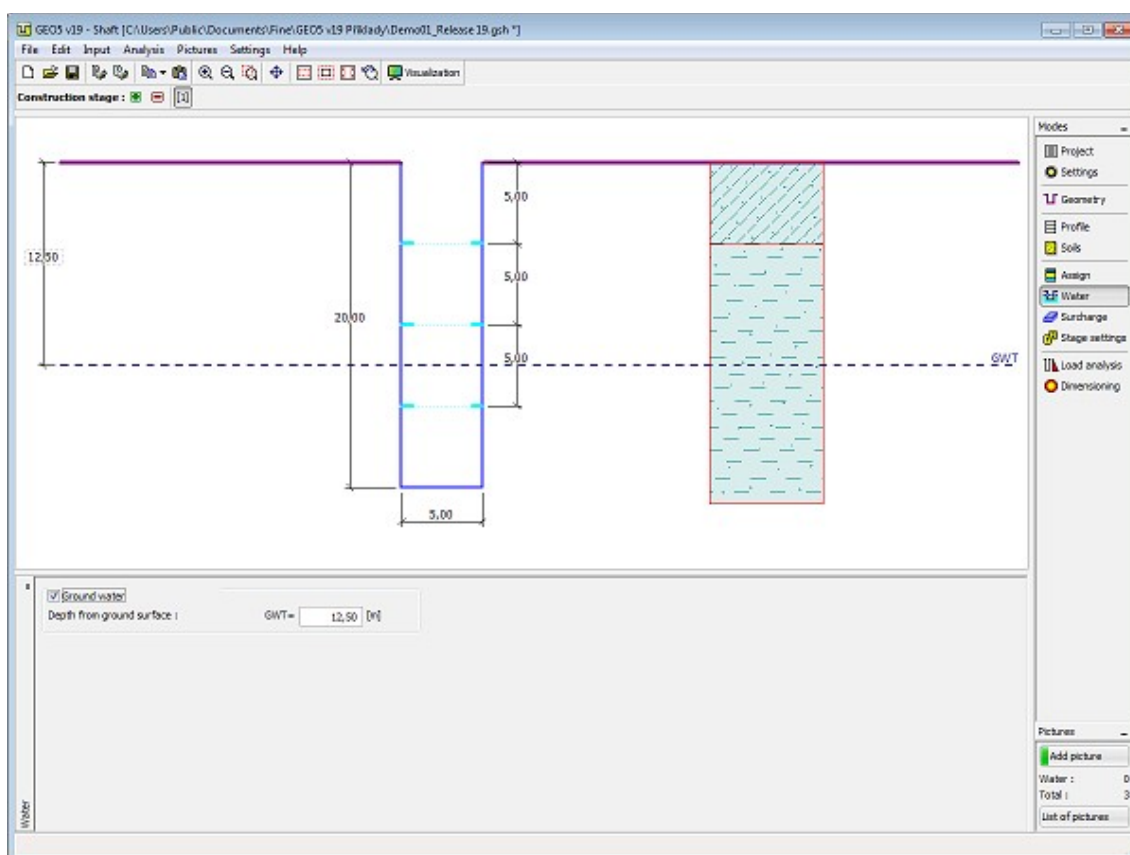 GEO5 v19 - Shaft [C:\Users\Public\Documents\Fine\GEO5 v19 Příklady\Demo01_Release 19.gsh *]
File Edit Input Analysis Pictures Settings Help
Visualization
Construction stage : [1]
Modes
Project
Settings
Geometry
Profile
Soils
Assign
Water
Surcharge
Stage settings
Load analysis
Dimensioning
5,00
12,50
5,00
20,00
5,00
GWT
5,00
Pictures
Add picture
Water : 0
Total : 3
List of pictures
Ground water
Depth from ground surface : GWT= 12,50 [m]
Water